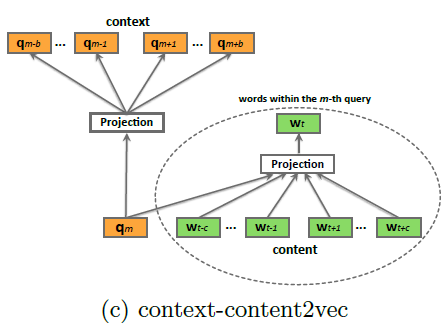 context
qm-b ... qm-1 qm+1 ... qm+b
Projection
words within the m-th query
wt
Projection
qm wt-c ... wt-1 wt+1 ... wt+c
content
(c) context-content2vec